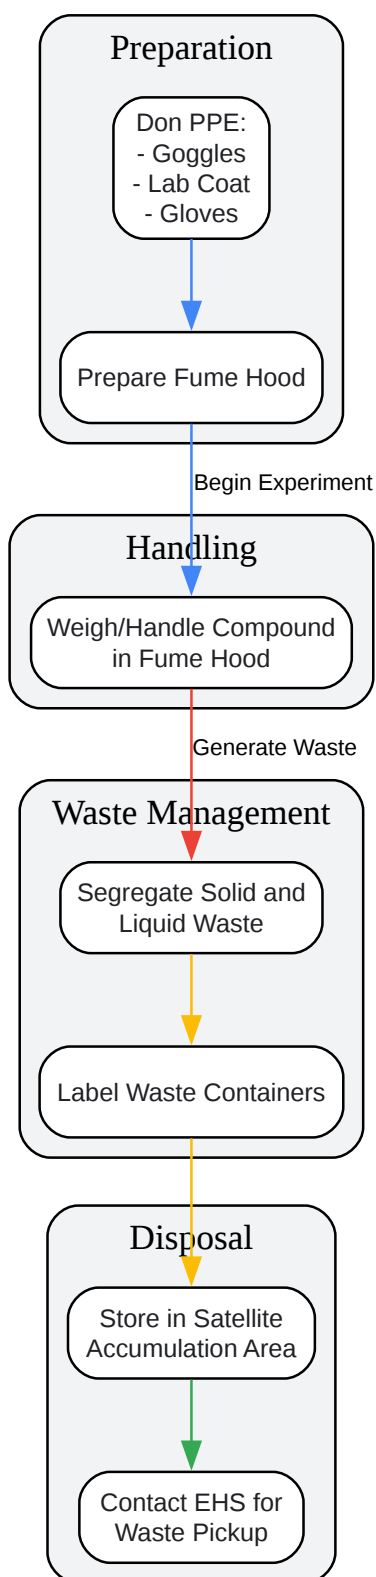 Preparation
Don PPE:
- Goggles
- Lab Coat
- Gloves
Prepare Fume Hood
Begin Experiment
Handling
Weigh/Handle Compound
in Fume Hood
Generate Waste
Waste Management
Segregate Solid and
Liquid Waste
Label Waste Containers
Disposal
Store in Satellite
Accumulation Area
Contact EHS for
Waste Pickup